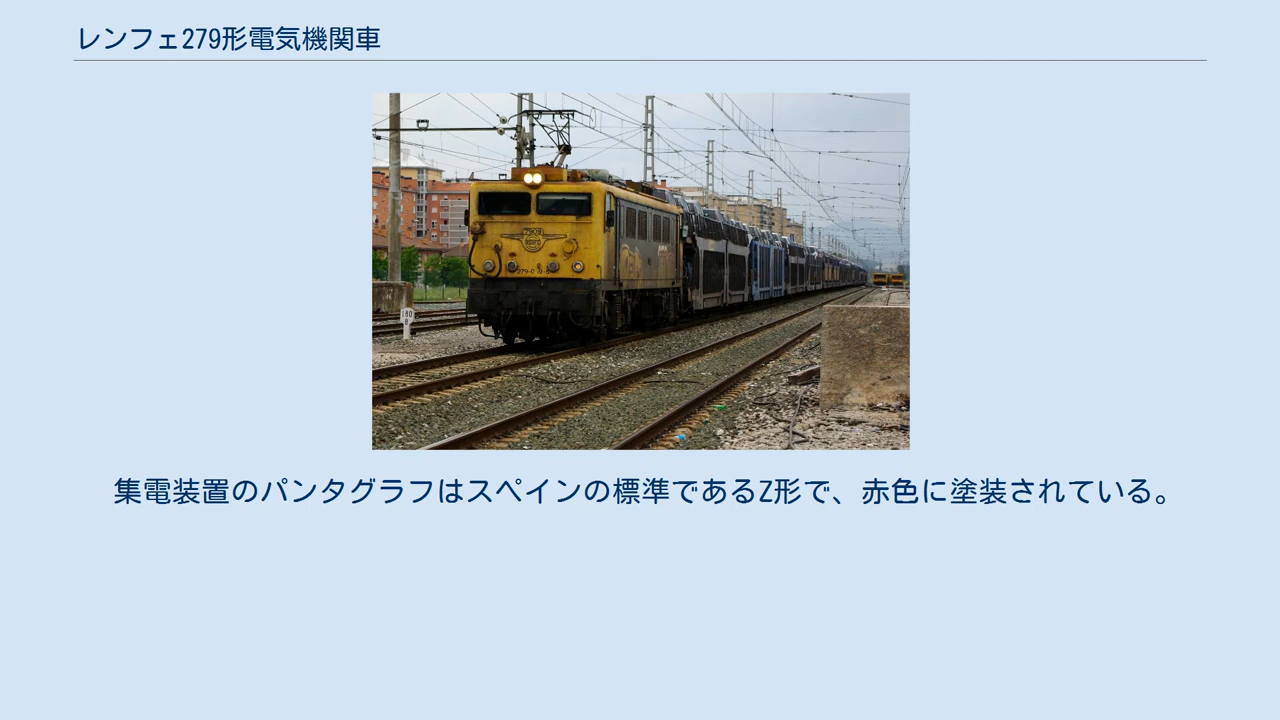 レンフェ279形電気機関車
7909
集電装置のパンタグラフはスペインの標準であるZ形で、赤色に塗装されている。